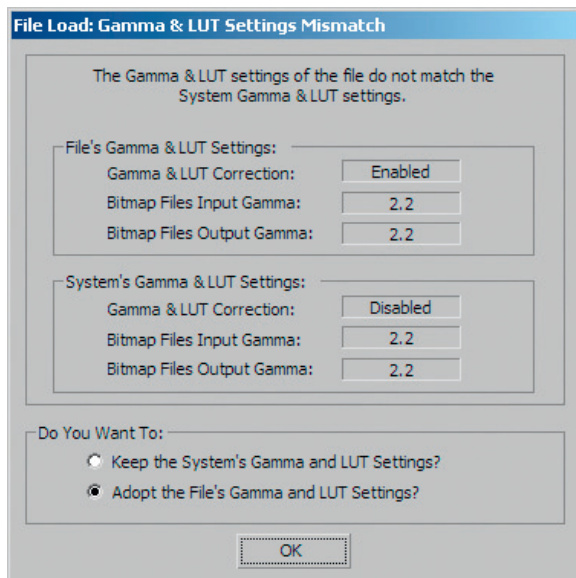 File Load: Gamma & LUT Settings Mismatch
The Gamma & LUT settings of the file do not match the
System Gamma & LUT settings.
File's Gamma & LUT Settings:
Gamma & LUT Correction: Enabled
Bitmap Files Input Gamma: 2.2
Bitmap Files Output Gamma: 2.2
System's Gamma & LUT Settings:
Gamma & LUT Correction: Disabled
Bitmap Files Input Gamma: 2.2
Bitmap Files Output Gamma: 2.2
Do You Want To:
Keep the System's Gamma and LUT Settings?
Adopt the File's Gamma and LUT Settings?
OK